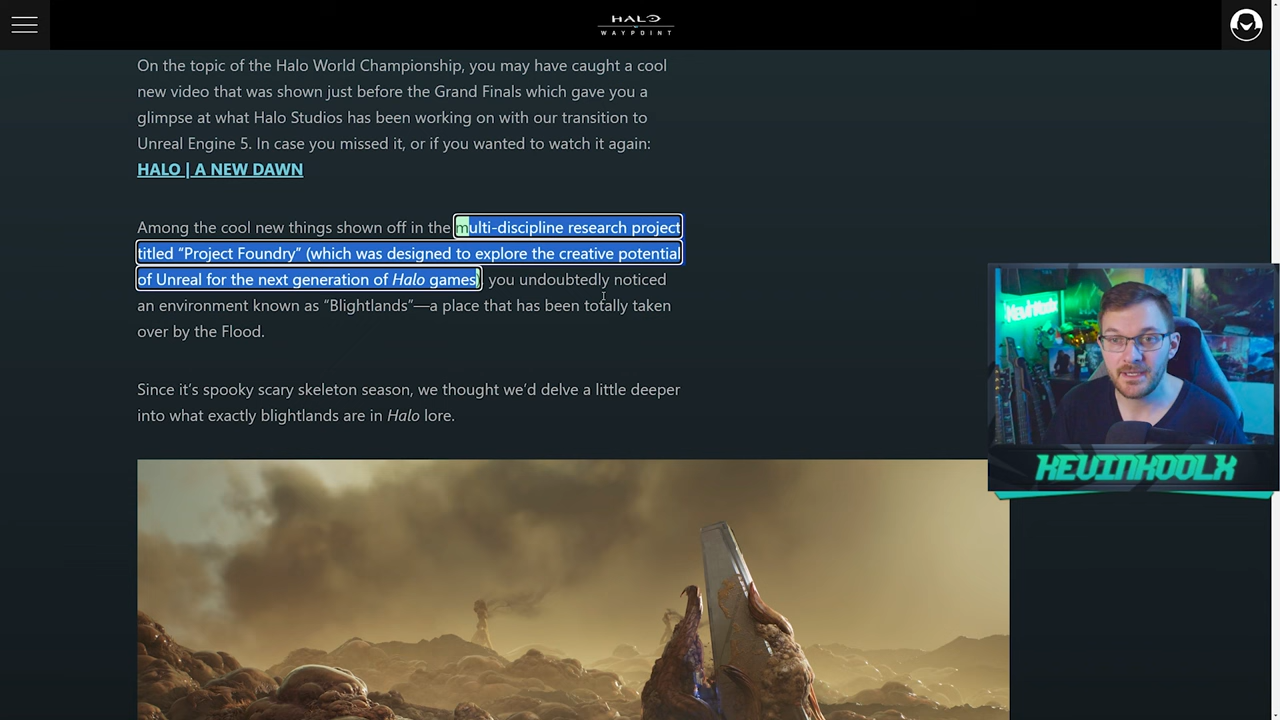 HALO
WAYPOINT
On the topic of the Halo World Championship, you may have caught a cool
new video that was shown just before the Grand Finals which gave you a
glimpse at what Halo Studios has been working on with our transition to
Unreal Engine 5. In case you missed it, or if you wanted to watch it again:
HALO | A NEW DAWN
Among the cool new things shown off in the multi-discipline research project
titled “Project Foundry” (which was designed to explore the creative potential
of Unreal for the next generation of Halo games) you undoubtedly noticed
an environment known as “Blightlands”—a place that has been totally taken
over by the Flood.
Since it’s spooky scary skeleton season, we thought we’d delve a little deeper
into what exactly blightlands are in Halo lore.
KevinKoolx
KEVINKOOLX